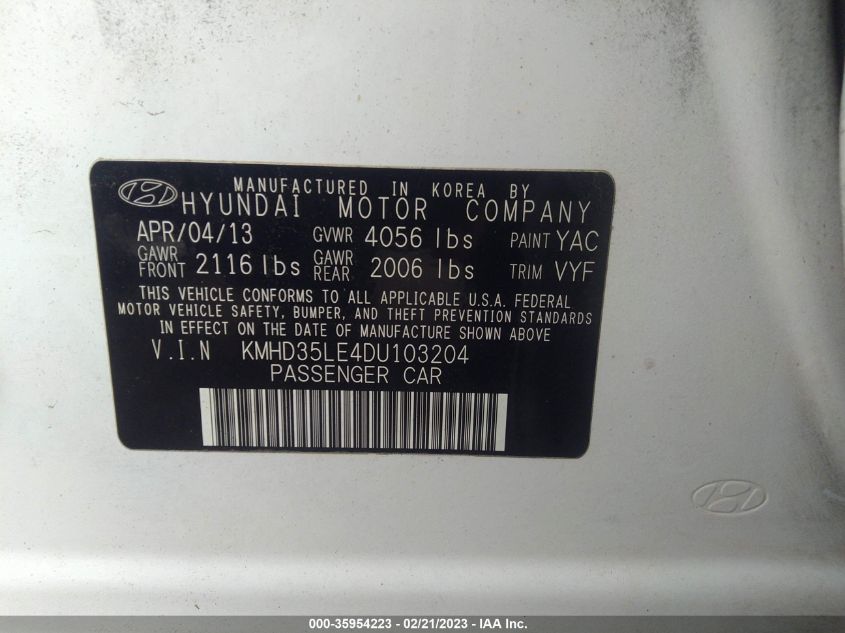 MANUFACTURED IN KOREA BY
HYUNDAI MOTOR COMPANY
APR/04/13 GVWR 4056 lbs PAINT YAC
GAWR FRONT 2116 lbs GAWR REAR 2006 lbs TRIM VYF
THIS VEHICLE CONFORMS TO ALL APPLICABLE U.S.A. FEDERAL
MOTOR VEHICLE SAFETY, BUMPER, AND THEFT PREVENTION STANDARDS
IN EFFECT ON THE DATE OF MANUFACTURE SHOWN ABOVE
V.I.N KMHD35LE4DU103204
PASSENGER CAR
000-35954223 - 02/21/2023 - IAA Inc.